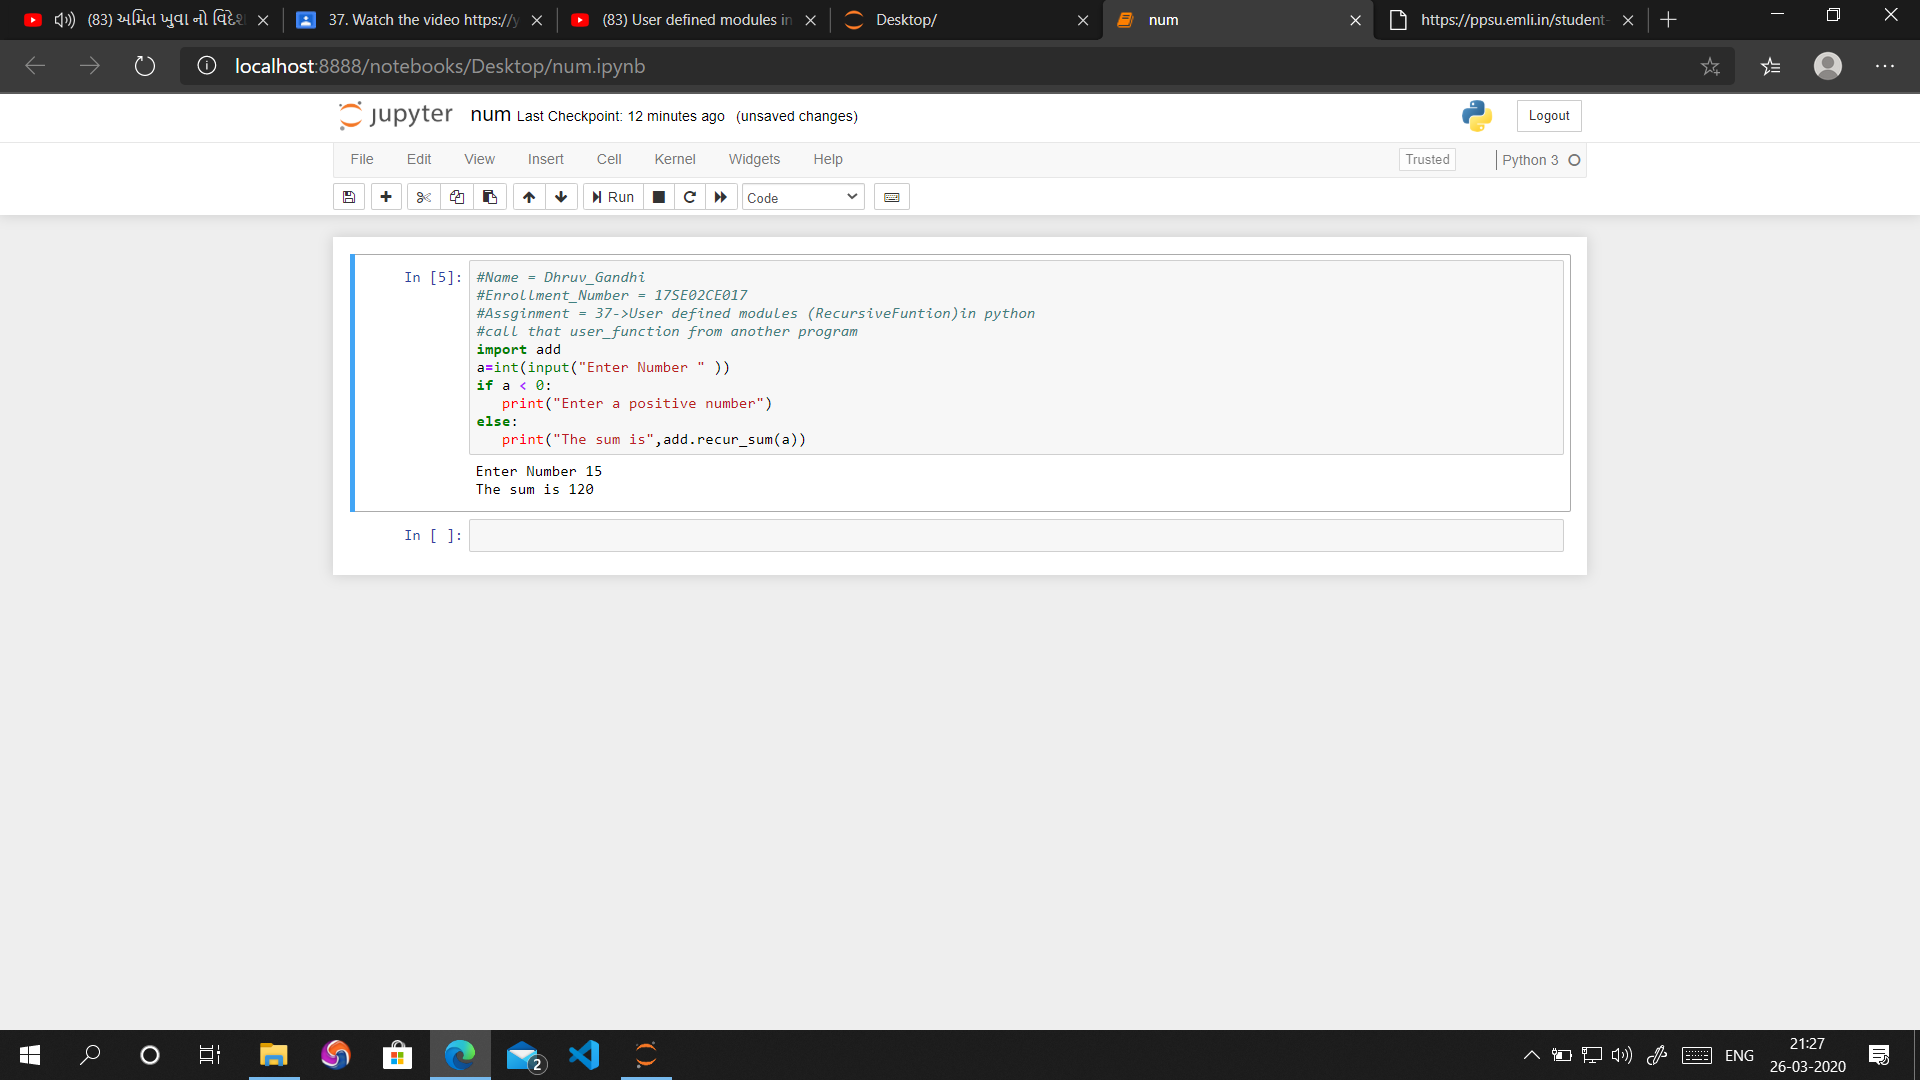 (83) અમિત ખુવા નો વિદેશ
37. Watch the video https://y
(83) User defined modules in
Desktop/
num
https://ppsu.emli.in/student-
localhost:8888/notebooks/Desktop/num.ipynb
jupyter num Last Checkpoint: 12 minutes ago (unsaved changes)
Logout
File Edit View Insert Cell Kernel Widgets Help
Trusted
Python 3
Run
Code
In [5]:
#Name = Dhruv_Gandhi
#Enrollment_Number = 17SE02CE017
#Assginment = 37->User defined modules (RecursiveFuntion)in python
#call that user_function from another program
import add
a=int(input("Enter Number " ))
if a < 0:
   print("Enter a positive number")
else:
   print("The sum is",add.recur_sum(a))
Enter Number 15
The sum is 120
In [ ]:
2
ENG
21:27
26-03-2020